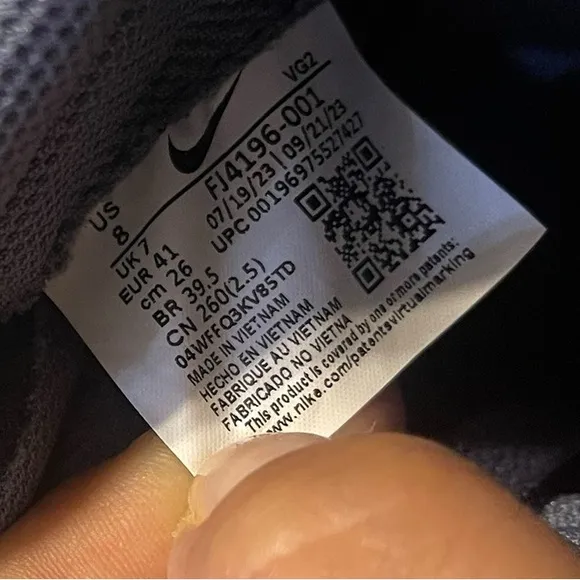 VG2
FJ4196-001
07/19/23 | 09/21/23
UPC 00196975527427
US
8
UK 7
EUR 41
cm 26
BR 39,5
CN 260(2.5)
04WFFQ3KV85TD
MADE IN VIETNAM
HECHO EN VIETNAM
FABRIQUE AU VIETNAM
FABRICADO NO VIETNA
This product is covered by one or more patents:
www.nike.com/patentsvirtualmarking